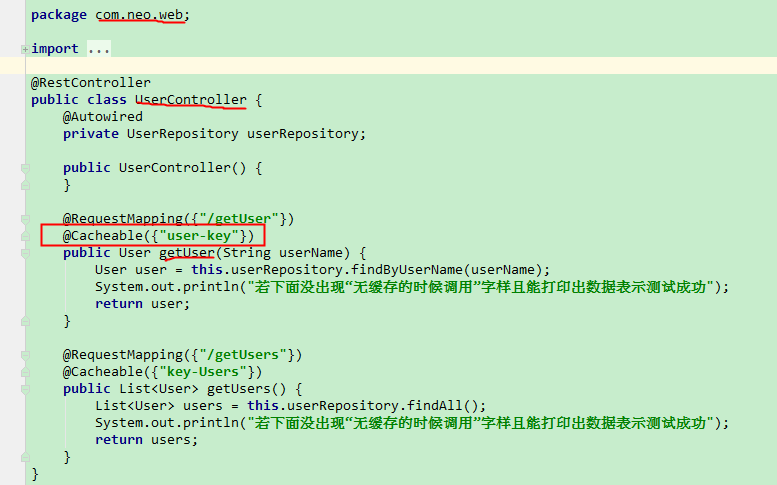 package com.neo.web;
import ...
@RestController
public class UserController {
@Autowired
private UserRepository userRepository;
public UserController() {
}
@RequestMapping({"/getUser"})
@Cacheable({"user-key"})
public User getUser(String userName) {
User user = this.userRepository.findByUserName(userName);
System.out.println("若下面没出现“无缓存的时候调用”字样且能打印出数据表示测试成功");
return user;
}
@RequestMapping({"/getUsers"})
@Cacheable({"key-Users"})
public List<User> getUsers() {
List<User> users = this.userRepository.findAll();
System.out.println("若下面没出现“无缓存的时候调用”字样且能打印出数据表示测试成功");
return users;
}
}